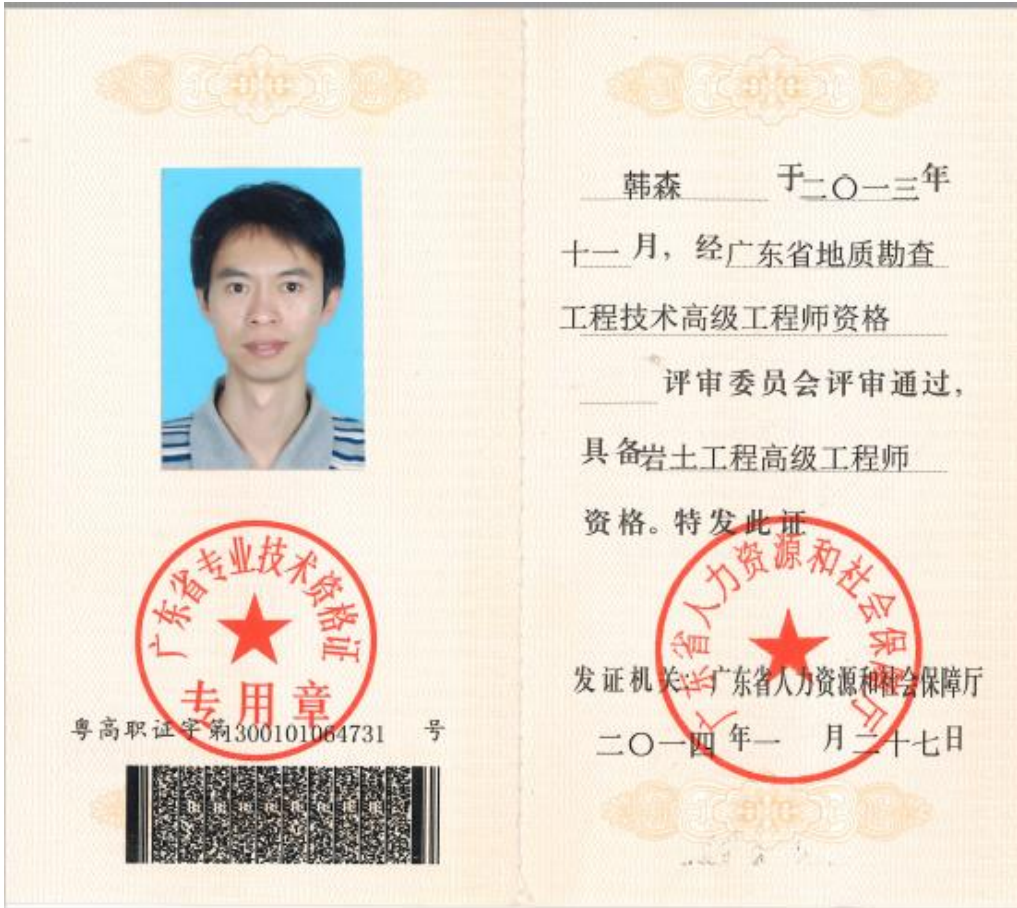 广东省专业技术资格证
专用章
粤高职证字第1300101064731 号
韩森 于二〇一三年
十一月，经广东省地质勘查
工程技术高级工程师资格
评审委员会评审通过，
具备岩土工程高级工程师
资格。特发此证
广东省人力资源和社会保障厅
发证机关：广东省人力资源和社会保障厅
二〇一四年一 月二十七日